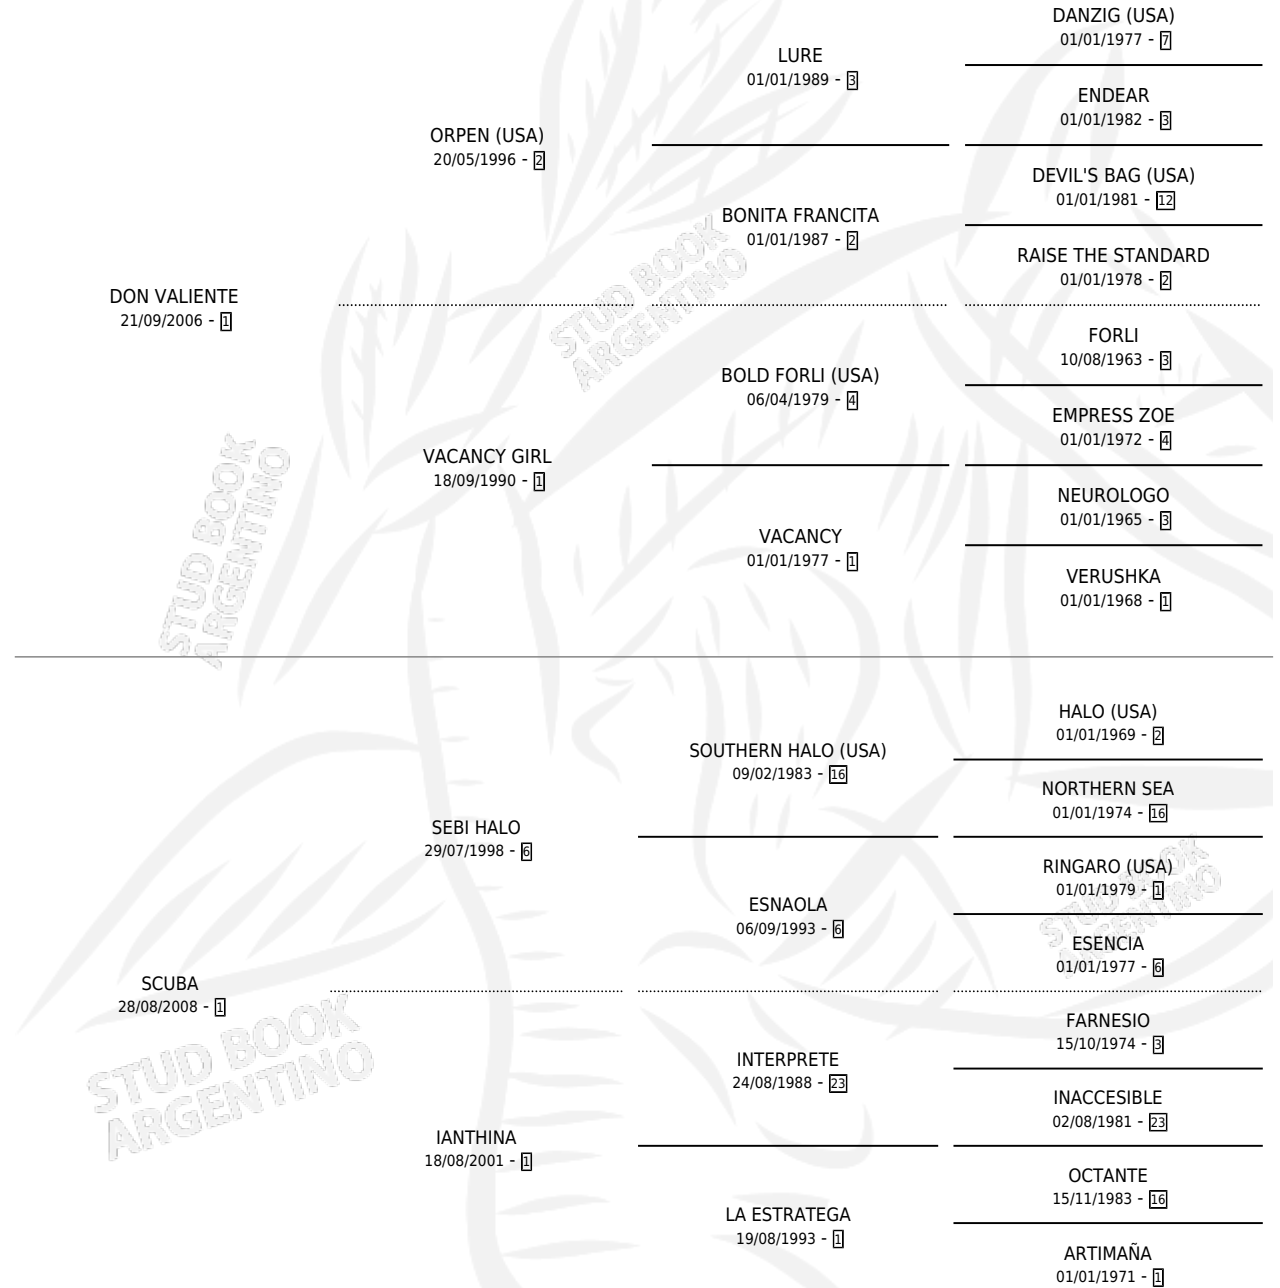 DANZIG (USA)
01/01/1977 - 7
LURE
01/01/1989 - 3
ENDEAR
01/01/1982 - 3
ORPEN (USA)
20/05/1996 - 2
DEVIL'S BAG (USA)
01/01/1981 - 12
BONITA FRANCITA
01/01/1987 - 2
RAISE THE STANDARD
01/01/1978 - 2
DON VALIENTE
21/09/2006 - 1
FORLI
10/08/1963 - 3
BOLD FORLI (USA)
06/04/1979 - 4
EMPRESS ZOE
01/01/1972 - 4
VACANCY GIRL
18/09/1990 - 1
NEUROLOGO
01/01/1965 - 3
VACANCY
01/01/1977 - 1
VERUSHKA
01/01/1968 - 1
STUD BOOK
ARGENTINO
STUD BOOK
ARGENTINO
HALO (USA)
01/01/1969 - 2
SOUTHERN HALO (USA)
09/02/1983 - 16
NORTHERN SEA
01/01/1974 - 16
SEBI HALO
29/07/1998 - 6
RINGARO (USA)
01/01/1979 - 1
ESNAOLA
06/09/1993 - 6
ESENCIA
01/01/1977 - 6
SCUBA
28/08/2008 - 1
FARNESIO
15/10/1974 - 3
INTERPRETE
24/08/1988 - 23
INACCESIBLE
02/08/1981 - 23
IANTHINA
18/08/2001 - 1
OCTANTE
15/11/1983 - 16
LA ESTRATEGA
19/08/1993 - 1
ARTIMAÑA
01/01/1971 - 1
STUD BOOK
ARGENTINO
STUD BOOK
ARGENTINO